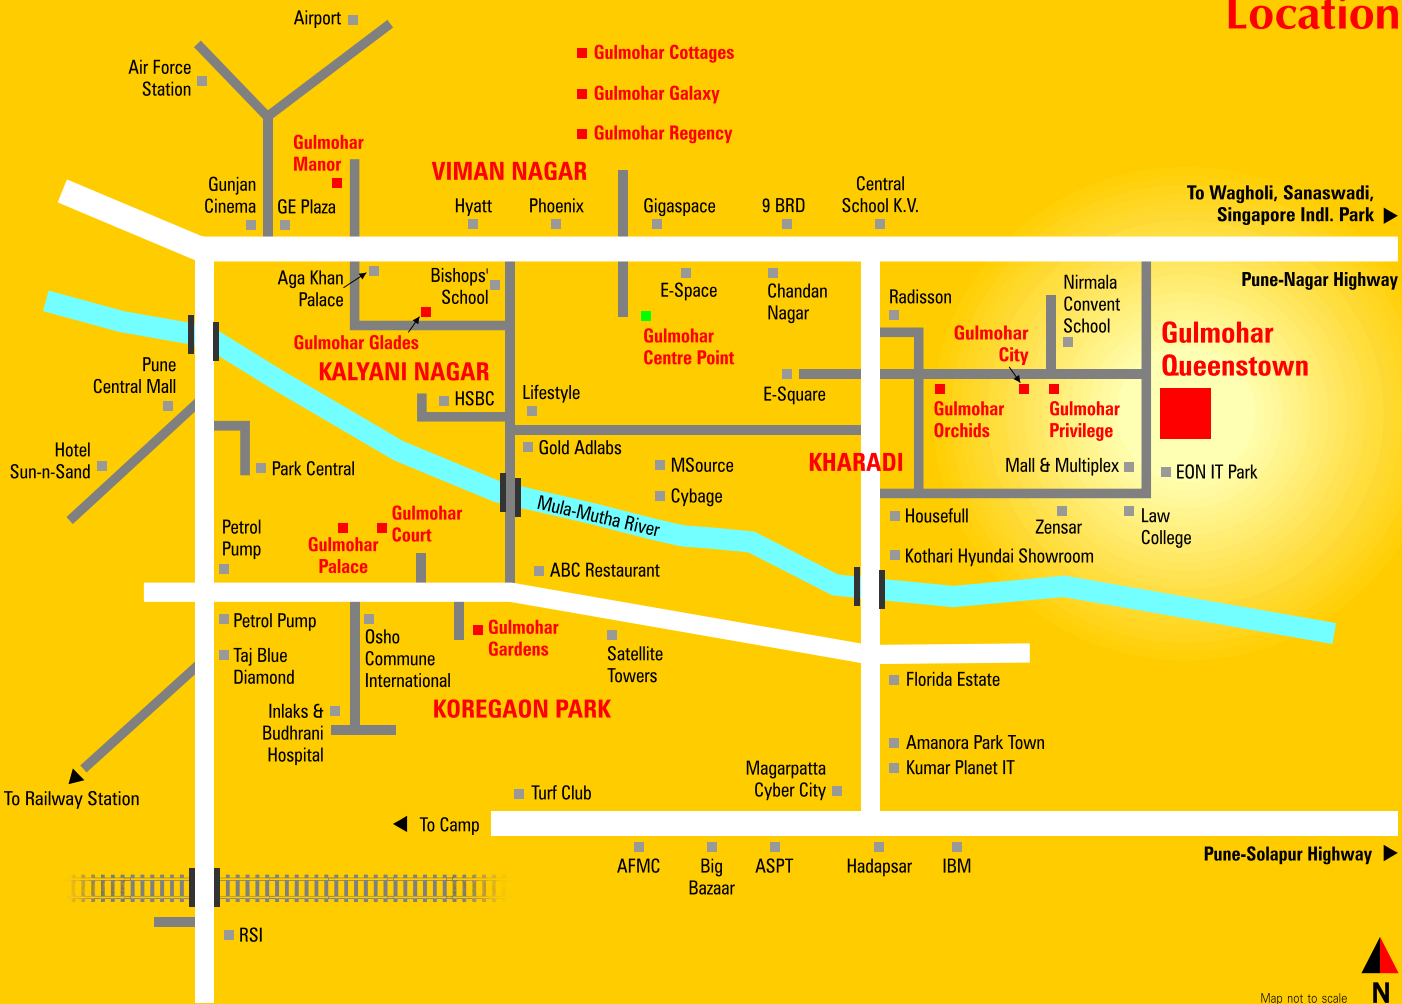 Location
Airport
Gulmohar Cottages
Air Force
Station
Gulmohar Galaxy
Gulmohar Regency
Gulmohar
Manor
VIMAN NAGAR
Gunjan
Cinema
GE Plaza
Hyatt
Phoenix
Gigaspace
9 BRD
Central
School K.V.
To Wagholi, Sanaswadi,
Singapore Indl. Park
Pune-Nagar Highway
Aga Khan
Palace
Bishops'
School
E-Space
Chandan
Nagar
Radisson
Nirmala
Convent
School
Gulmohar Glades
Gulmohar
Centre Point
Gulmohar
City
Gulmohar
Queenstown
KALYANI NAGAR
Pune
Central Mall
HSBC
Lifestyle
E-Square
Gulmohar
Orchids
Gulmohar
Privilege
Hotel
Sun-n-Sand
Park Central
Gold Adlabs
MSource
Cybage
KHARADI
Mall & Multiplex
EON IT Park
Mula-Mutha River
Gulmohar
Court
Gulmohar
Palace
Petrol
Pump
Housefull
Zensar
Law
College
Kothari Hyundai Showroom
ABC Restaurant
Petrol Pump
Taj Blue
Diamond
Osho
Commune
International
Gulmohar
Gardens
Satellite
Towers
Florida Estate
Inlaks &
Budhrani
Hospital
KOREGAON PARK
Amanora Park Town
Kumar Planet IT
Magarpatta
Cyber City
To Railway Station
Turf Club
To Camp
Pune-Solapur Highway
AFMC
Big
Bazaar
ASPT
Hadapsar
IBM
RSI
Map not to scale
N